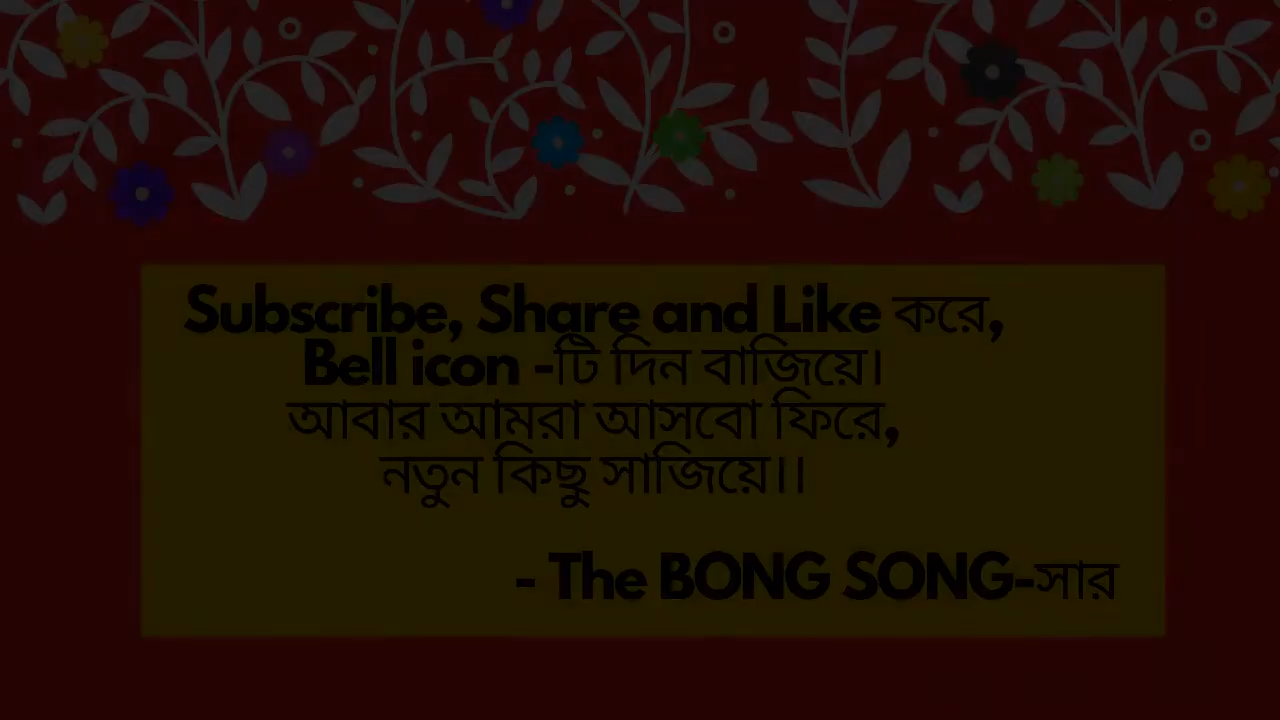 Subscribe, Share and Like করে,
Bell icon -টি দিন বাজিয়ে।
আবার আমরা আসবো ফিরে,
নতুন কিছু সাজিয়ে।।
- The BONG SONG-সার